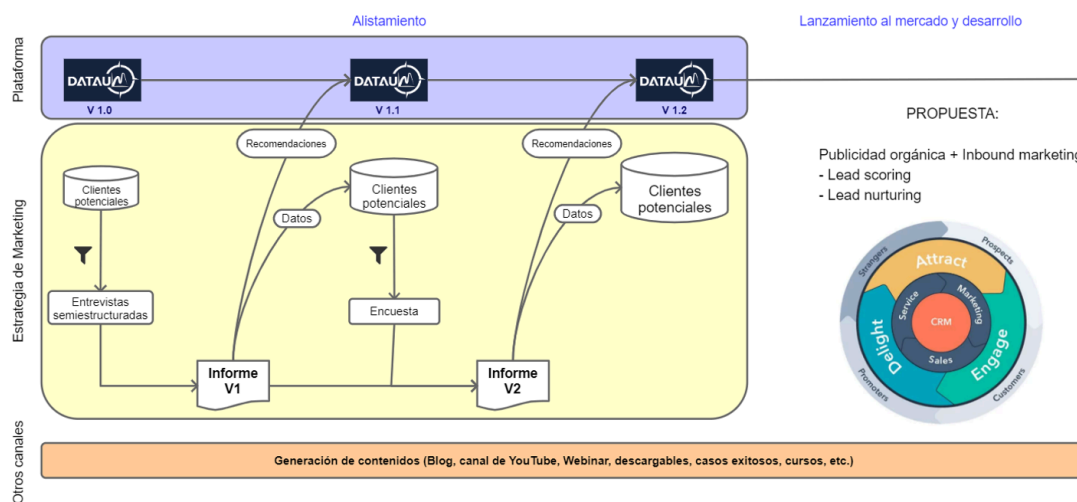 Alistamiento
Lanzamiento al mercado y desarrollo
Plataforma
DATAUM
V 1.0
DATAUM
V 1.1
DATAUM
V 1.2
Estrategia de Marketing
Recomendaciones
Recomendaciones
Clientes
potenciales
Clientes
potenciales
Clientes
potenciales
Datos
Datos
Entrevistas
semiestructuradas
Encuesta
Informe
V1
Informe
V2
PROPUESTA:
Publicidad orgánica + Inbound marketing
- Lead scoring
- Lead nurturing
Strangers
Prospects
Attract
Service
Marketing
CRM
Delight
Engage
Sales
Promoters
Customers
Otros canales
Generación de contenidos (Blog, canal de YouTube, Webinar, descargables, casos exitosos, cursos, etc.)